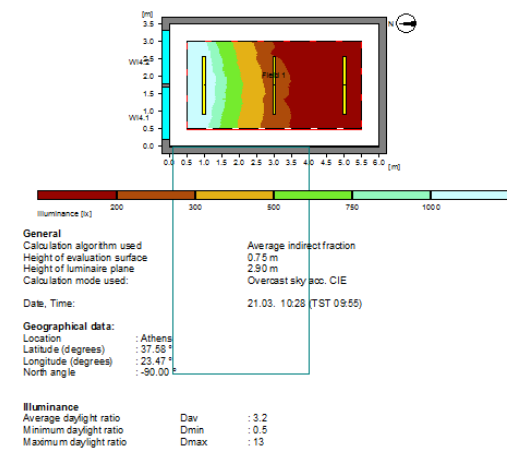 [m]
3.5
N
3.0
WI4.2
2.5
2.0
Field 1
1.5
WI4.1
1.0
0.5
0.0
0.0 0.5 1.0 1.5 2.0 2.5 3.0 3.5 4.0 4.5 5.0 5.5 6.0
[m]
200 300 500 750 1000
Illuminance [lx]
General
Calculation algorithm used Average indirect fraction
Height of evaluation surface 0.75 m
Height of luminaire plane 2.90 m
Calculation mode used: Overcast sky acc. CIE
Date, Time: 21.03. 10:28 (TST 09:55)
Geographical data:
Location : Athens
Latitude (degrees) : 37.58 °
Longitude (degrees) : 23.47 °
North angle : -90.00 °
Illuminance
Average daylight ratio Dav : 3.2
Minimum daylight ratio Dmin : 0.5
Maximum daylight ratio Dmax : 13